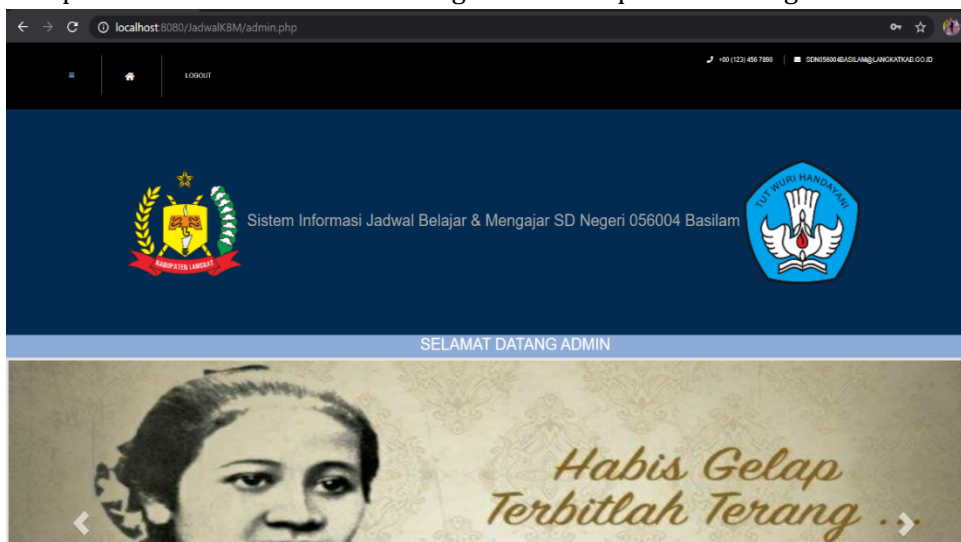 localhost:8080/JadwalKBM/admin.php
LOGOUT
+00 (123) 456 7890
SDN056004BASILAM@LANGKATKAB.GO.ID
KABUPATEN LANGKAT
Sistem Informasi Jadwal Belajar & Mengajar SD Negeri 056004 Basilam
TUT WURI HANDAYANI
SELAMAT DATANG ADMIN
Habis Gelap
Terbitlah Terang ...